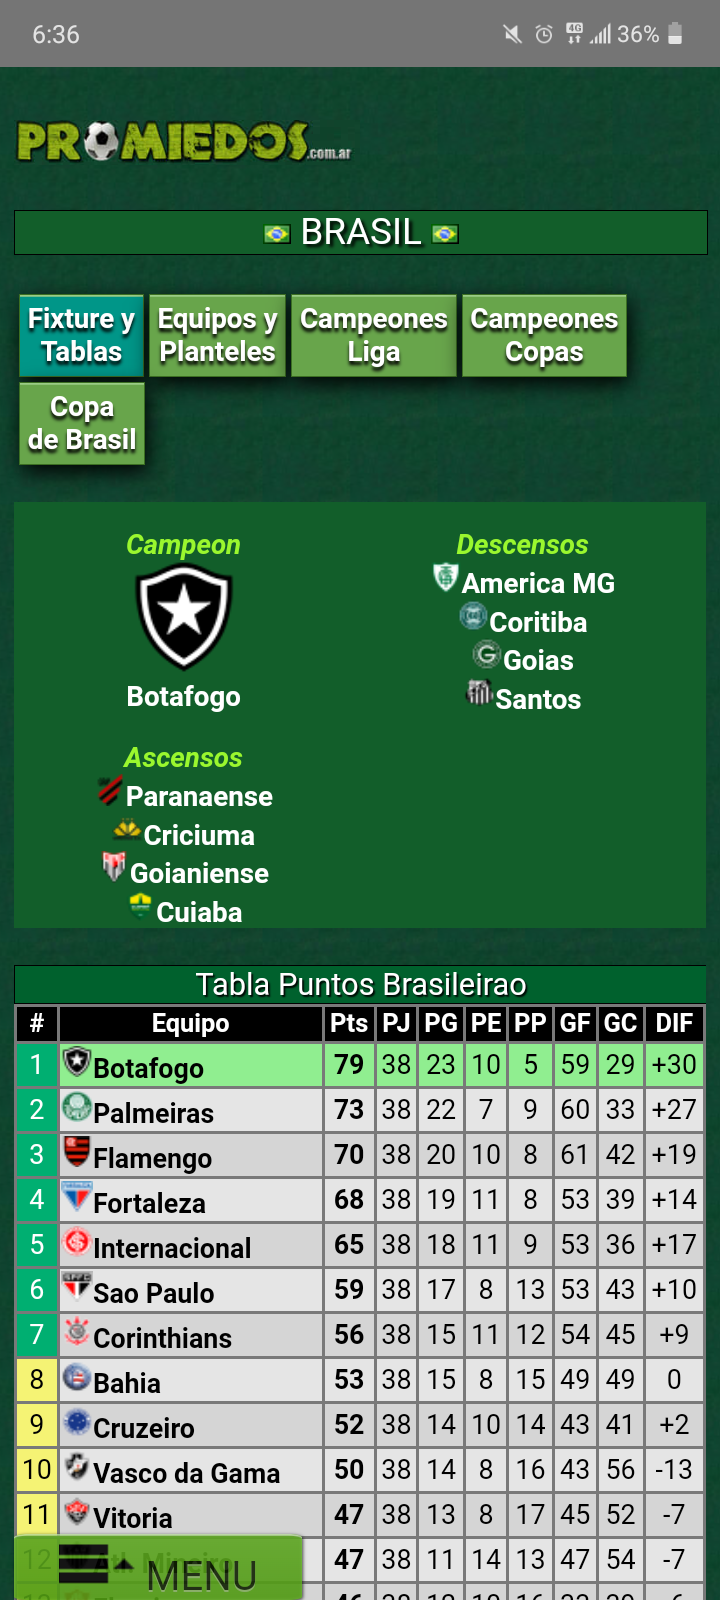 6:36 4G 36%
PROMIEDOS.com.ar
BRASIL
Fixture y Tablas
Equipos y Planteles
Campeones Liga
Campeones Copas
Copa de Brasil
Campeon
Botafogo
Descensos
America MG
Coritiba
Goias
Santos
Ascensos
Paranaense
Criciuma
Goianiense
Cuiaba
Tabla Puntos Brasileirao
# Equipo Pts PJ PG PE PP GF GC DIF
1 Botafogo 79 38 23 10 5 59 29 +30
2 Palmeiras 73 38 22 7 9 60 33 +27
3 Flamengo 70 38 20 10 8 61 42 +19
4 Fortaleza 68 38 19 11 8 53 39 +14
5 Internacional 65 38 18 11 9 53 36 +17
6 Sao Paulo 59 38 17 8 13 53 43 +10
7 Corinthians 56 38 15 11 12 54 45 +9
8 Bahia 53 38 15 8 15 49 49 0
9 Cruzeiro 52 38 14 10 14 43 41 +2
10 Vasco da Gama 50 38 14 8 16 43 56 -13
11 Vitoria 47 38 13 8 17 45 52 -7
12 Atl. Mineiro 47 38 11 14 13 47 54 -7
MENU